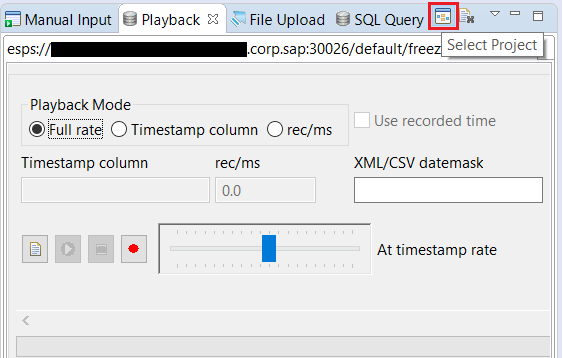 Manual Input Playback File Upload SQL Query
esps:// .corp.sap:30026/default/freez
Select Project
Playback Mode
Full rate Timestamp column rec/ms Use recorded time
Timestamp column rec/ms XML/CSV datemask
0.0
At timestamp rate